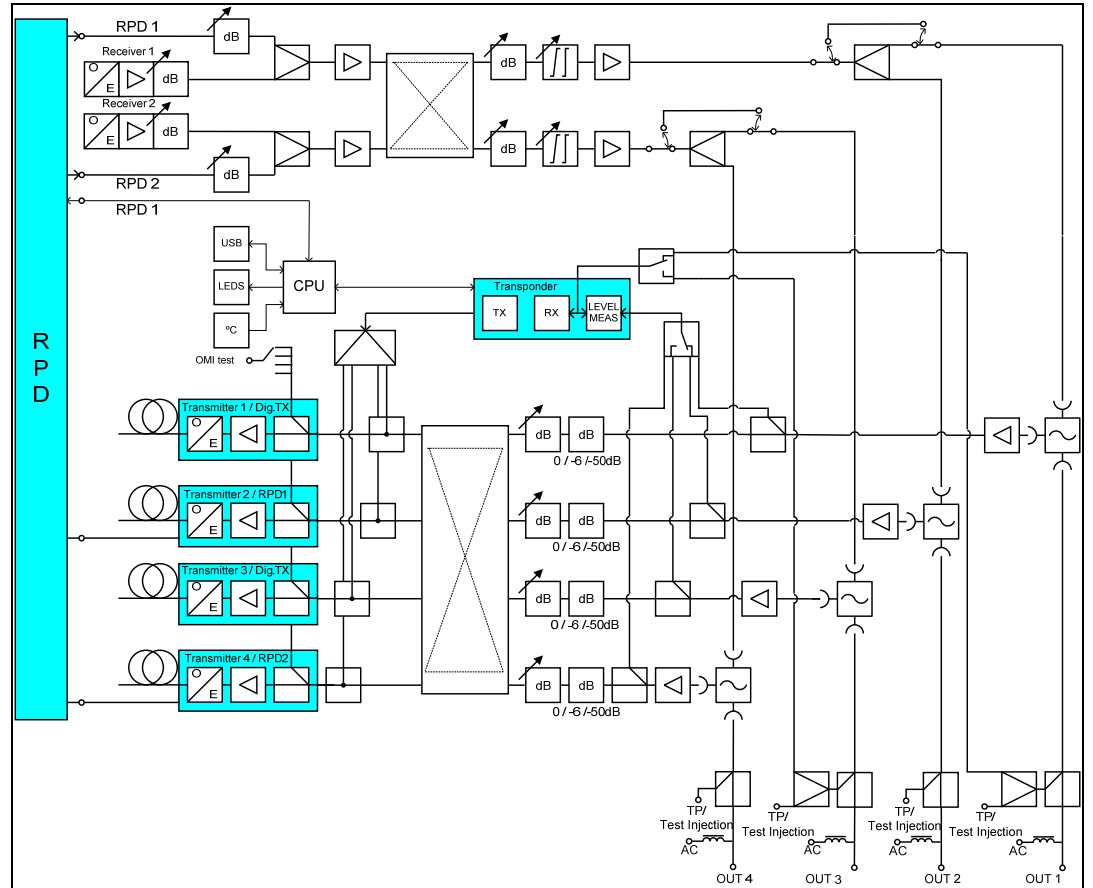 RPD 1
dB
Receiver 1
O
E
dB
dB
dB
Receiver 2
O
E
dB
dB
dB
RPD 2
RPD 1
USB
LEDS
ºC
CPU
Transponder
TX
RX
LEVEL
MEAS
R
P
D
OMI test
Transmitter 1 / Dig.TX
O
E
dB
dB
0 / -6 /-50dB
Transmitter 2 / RPD1
O
E
dB
dB
0 / -6 /-50dB
Transmitter 3 / Dig.TX
O
E
dB
dB
0 / -6 /-50dB
Transmitter 4 / RPD2
O
E
dB
dB
0 / -6 /-50dB
TP/
Test Injection
TP/
Test Injection
TP/
Test Injection
TP/
Test Injection
AC
AC
AC
AC
OUT 4
OUT 3
OUT 2
OUT 1